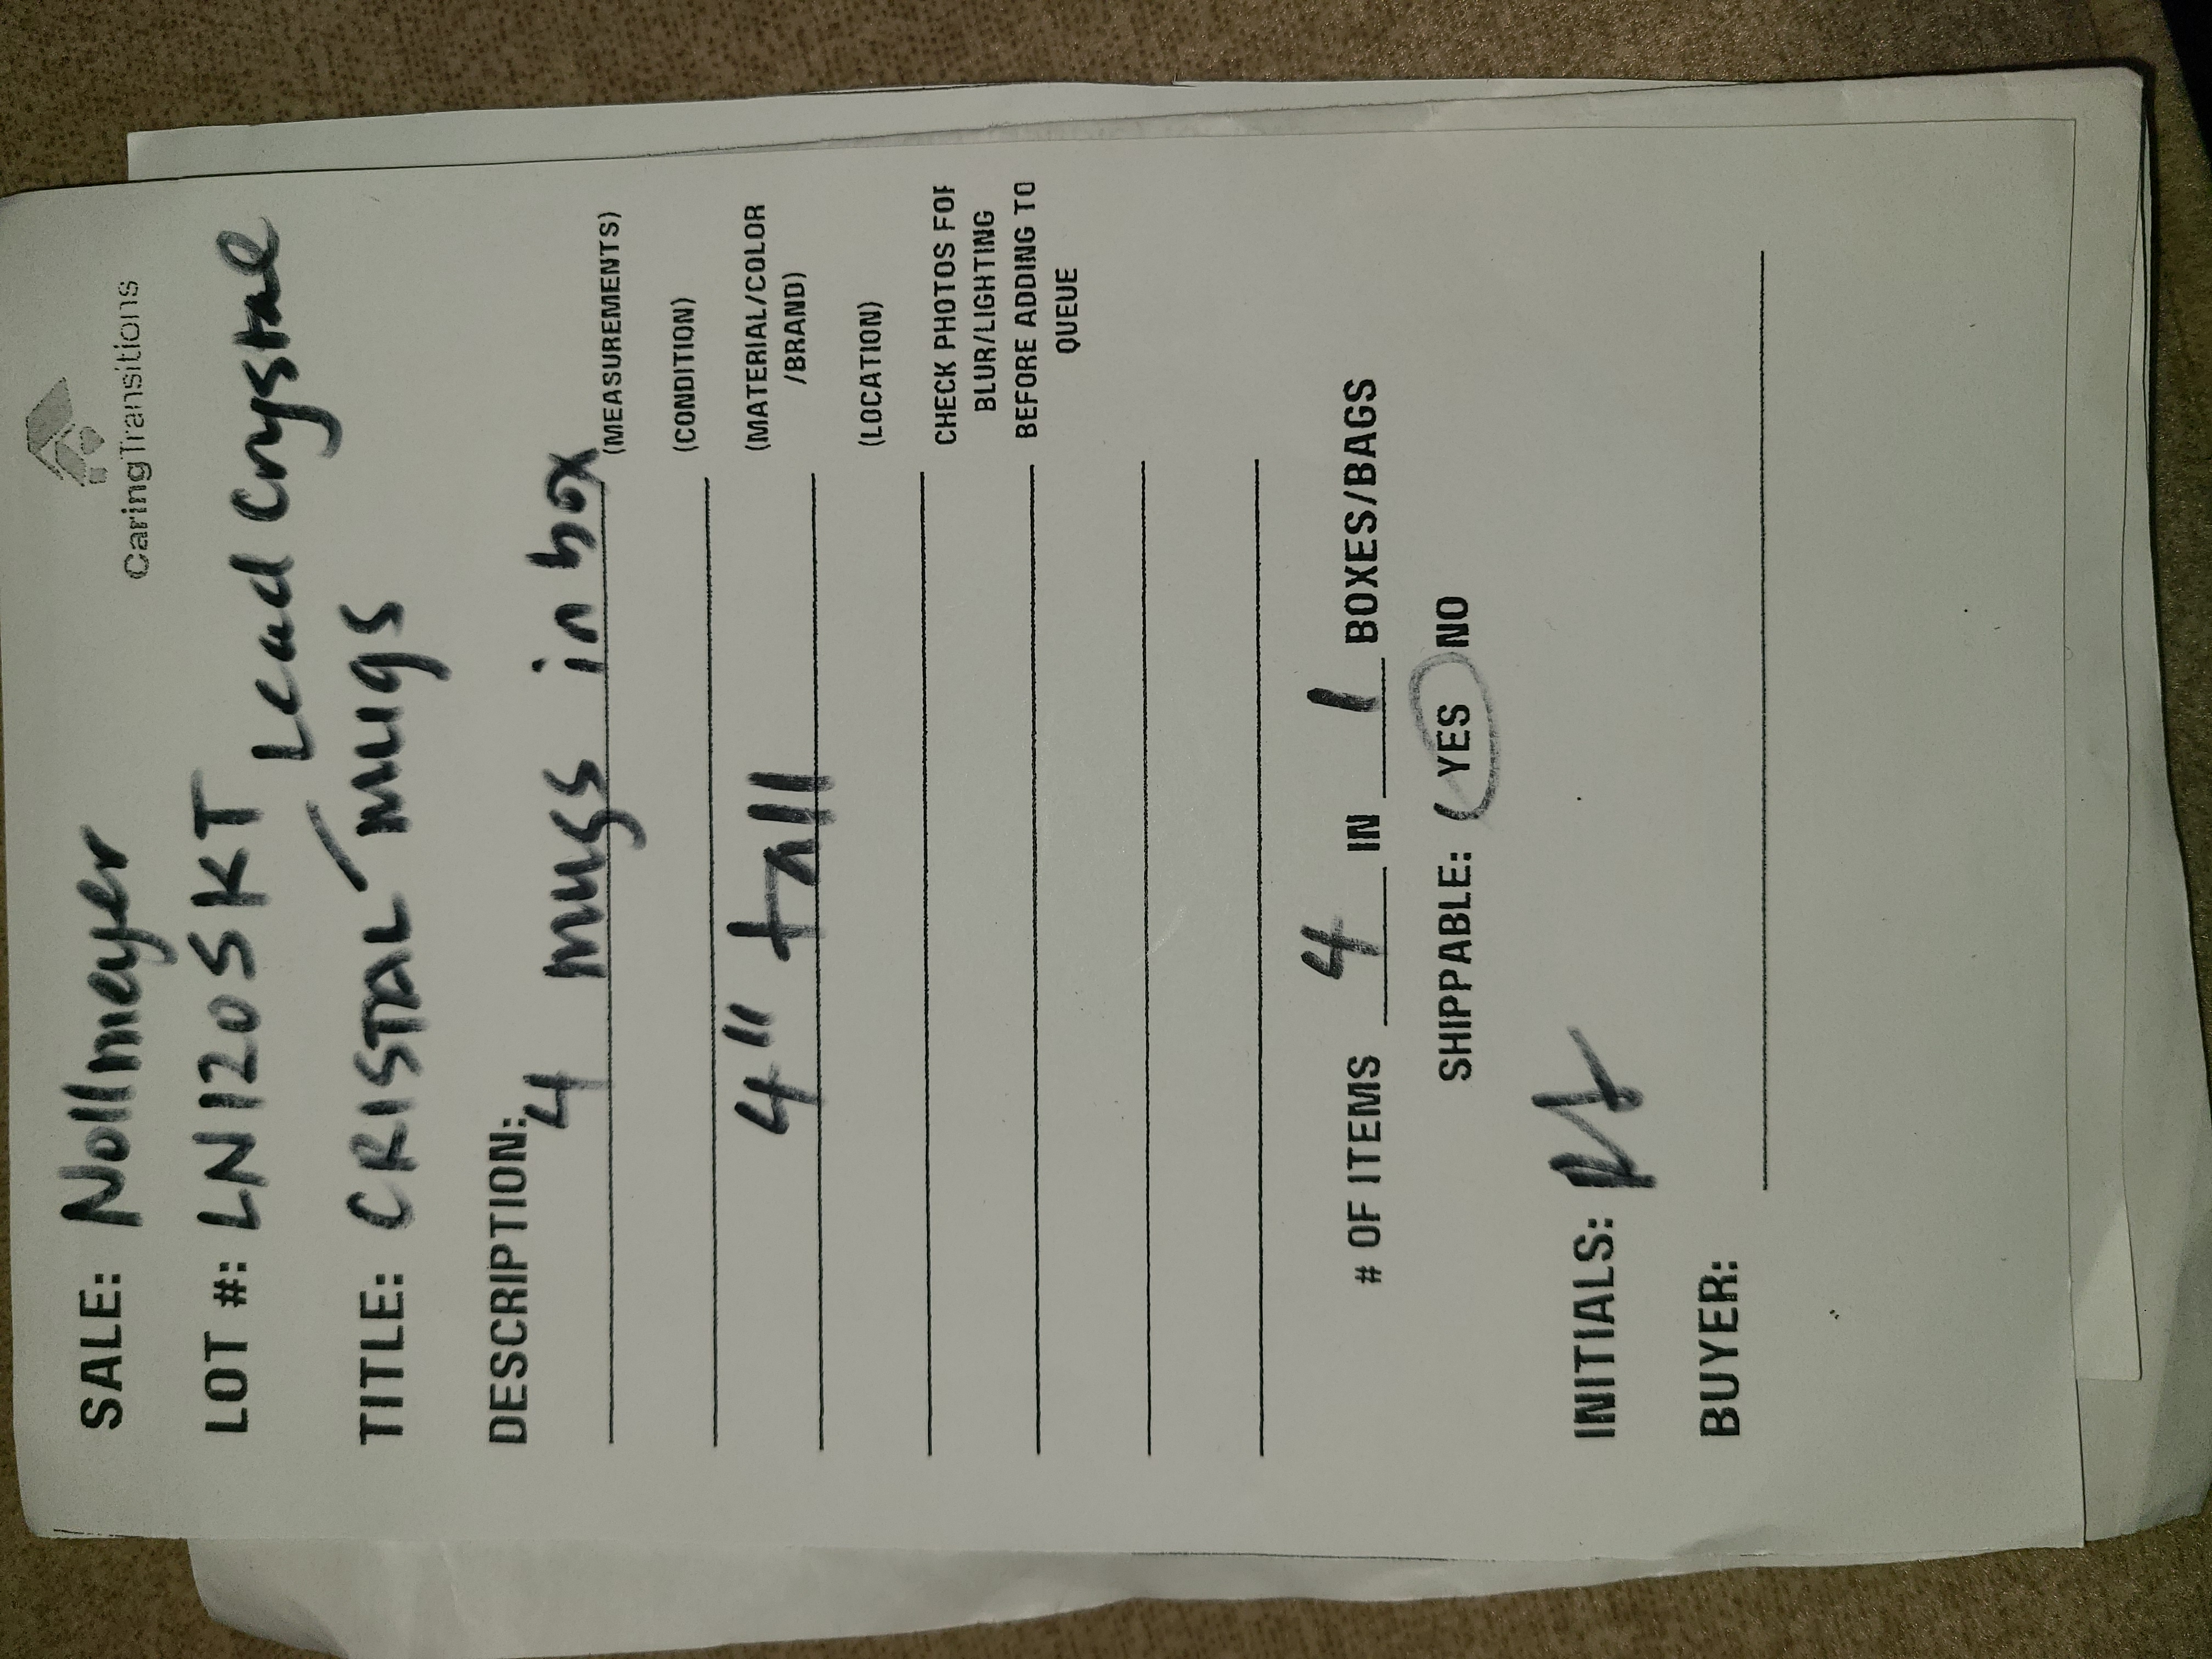 CaringTransitions
SALE: Nollmeyer
LOT #: LN120SKT
Lead Crystal
TITLE: CRISTAL mugs
DESCRIPTION:
4 mugs in box
(MEASUREMENTS)
(CONDITION)
4" tall
(MATERIAL/COLOR
/BRAND)
(LOCATION)
CHECK PHOTOS FOR
BLUR/LIGHTING
BEFORE ADDING TO
QUEUE
# OF ITEMS 4 IN 1 BOXES/BAGS
SHIPPABLE: YES NO
INITIALS:
BUYER: